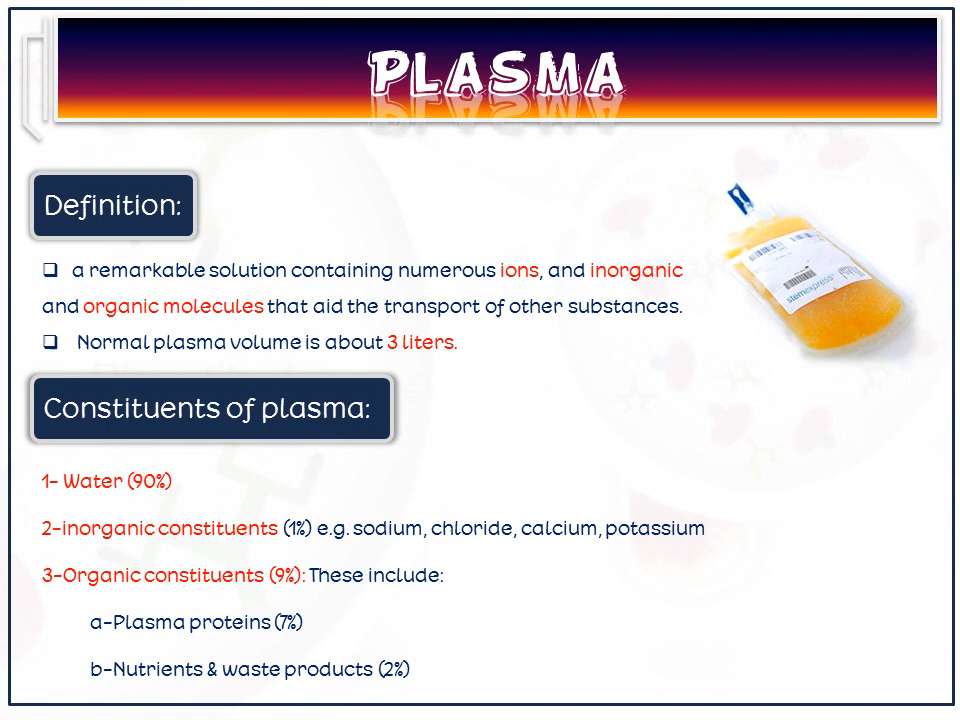 PLASMA
Definition:
❑ a remarkable solution containing numerous ions, and inorganic
and organic molecules that aid the transport of other substances.
❑ Normal plasma volume is about 3 liters.
stemexpress
Constituents of plasma:
1- Water (90%)
2-inorganic constituents (1%) e.g. sodium, chloride, calcium, potassium
3-Organic constituents (9%): These include:
a-Plasma proteins (7%)
b-Nutrients & waste products (2%)